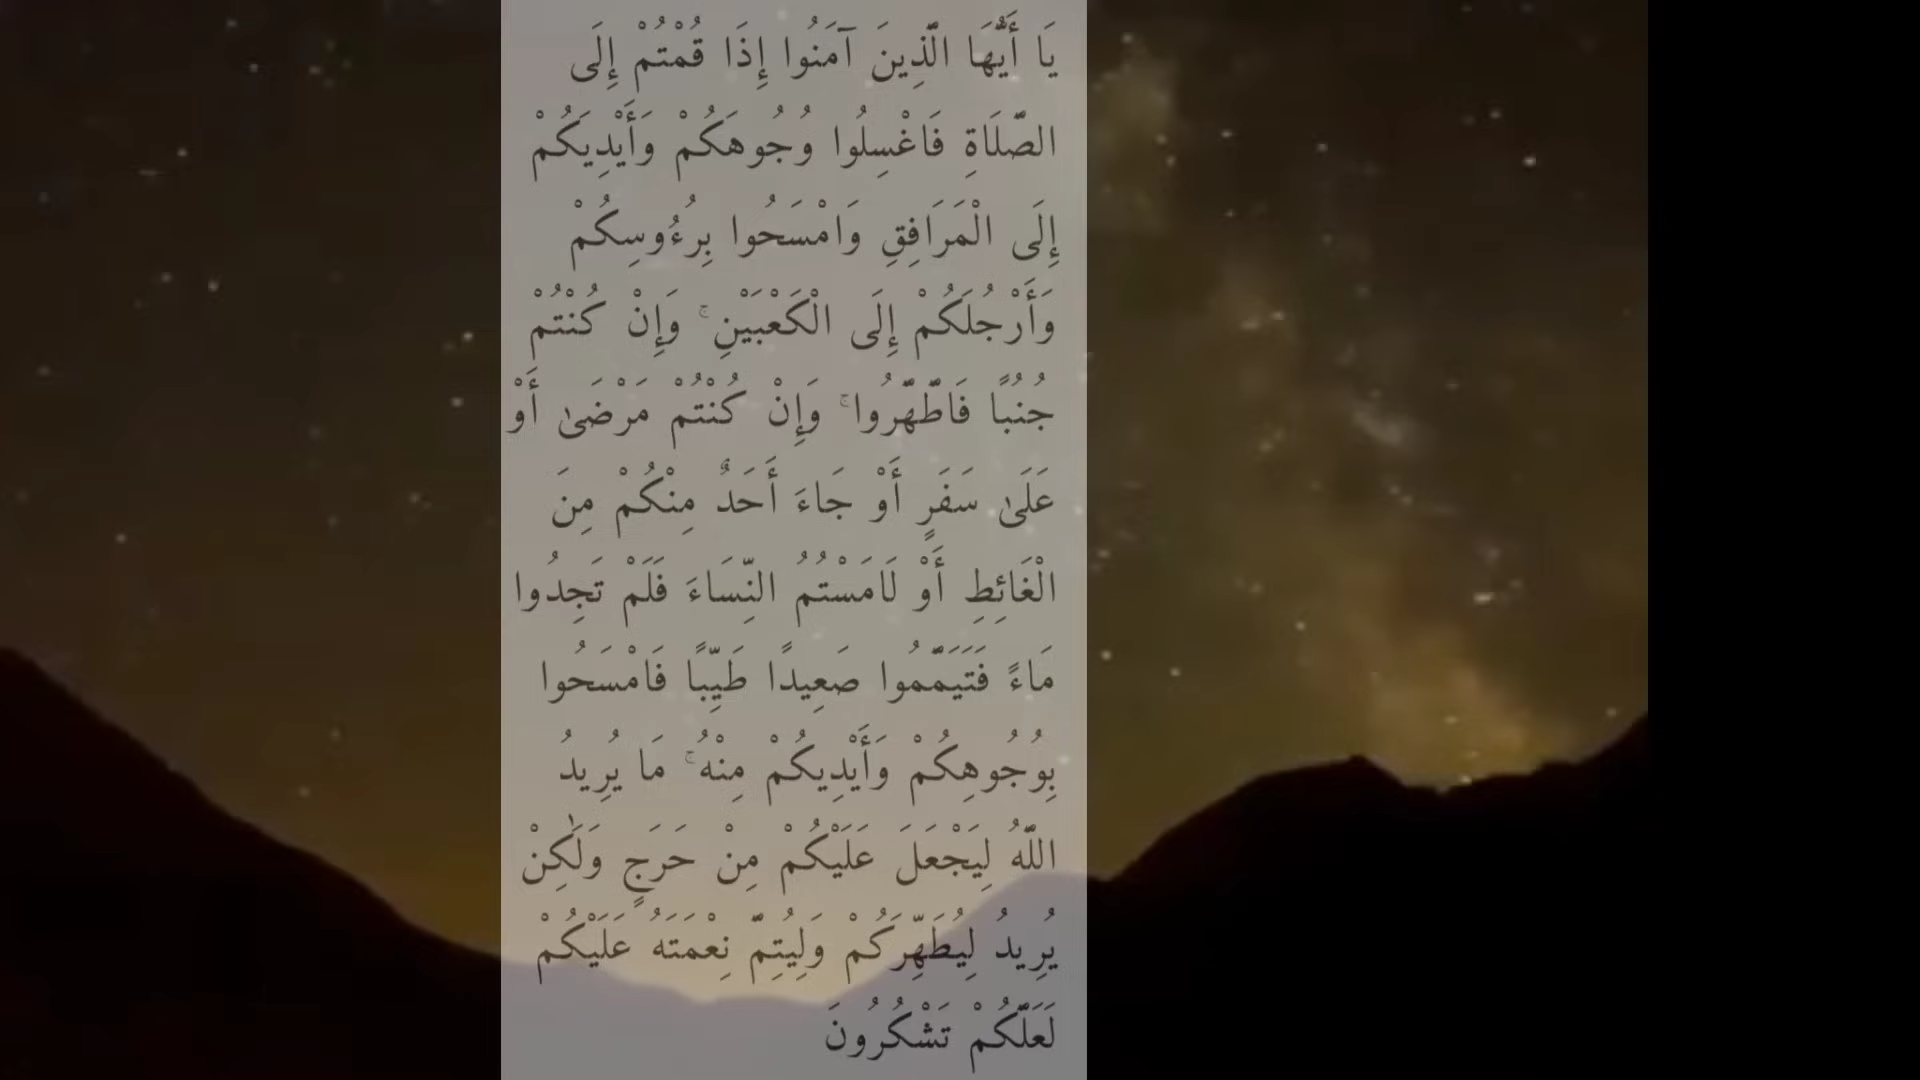 يَا أَيُّهَا الَّذِينَ آمَنُوا إِذَا قُمْتُمْ إِلَى
الصَّلَاةِ فَاغْسِلُوا وُجُوهَكُمْ وَأَيْدِيَكُمْ
إِلَى الْمَرَافِقِ وَامْسَحُوا بِرُءُوسِكُمْ
وَأَرْجُلَكُمْ إِلَى الْكَعْبَيْنِ ۚ وَإِنْ كُنْتُمْ
جُنُبًا فَاطَّهَّرُوا ۚ وَإِنْ كُنْتُمْ مَرْضَىٰ أَوْ
عَلَىٰ سَفَرٍ أَوْ جَاءَ أَحَدٌ مِنْكُمْ مِنَ
الْغَائِطِ أَوْ لَامَسْتُمُ النِّسَاءَ فَلَمْ تَجِدُوا
مَاءً فَتَيَمَّمُوا صَعِيدًا طَيِّبًا فَامْسَحُوا
بِوُجُوهِكُمْ وَأَيْدِيكُمْ مِنْهُ ۚ مَا يُرِيدُ
اللَّهُ لِيَجْعَلَ عَلَيْكُمْ مِنْ حَرَجٍ وَلَٰكِنْ
يُرِيدُ لِيُطَهِّرَكُمْ وَلِيُتِمَّ نِعْمَتَهُ عَلَيْكُمْ
لَعَلَّكُمْ تَشْكُرُونَ